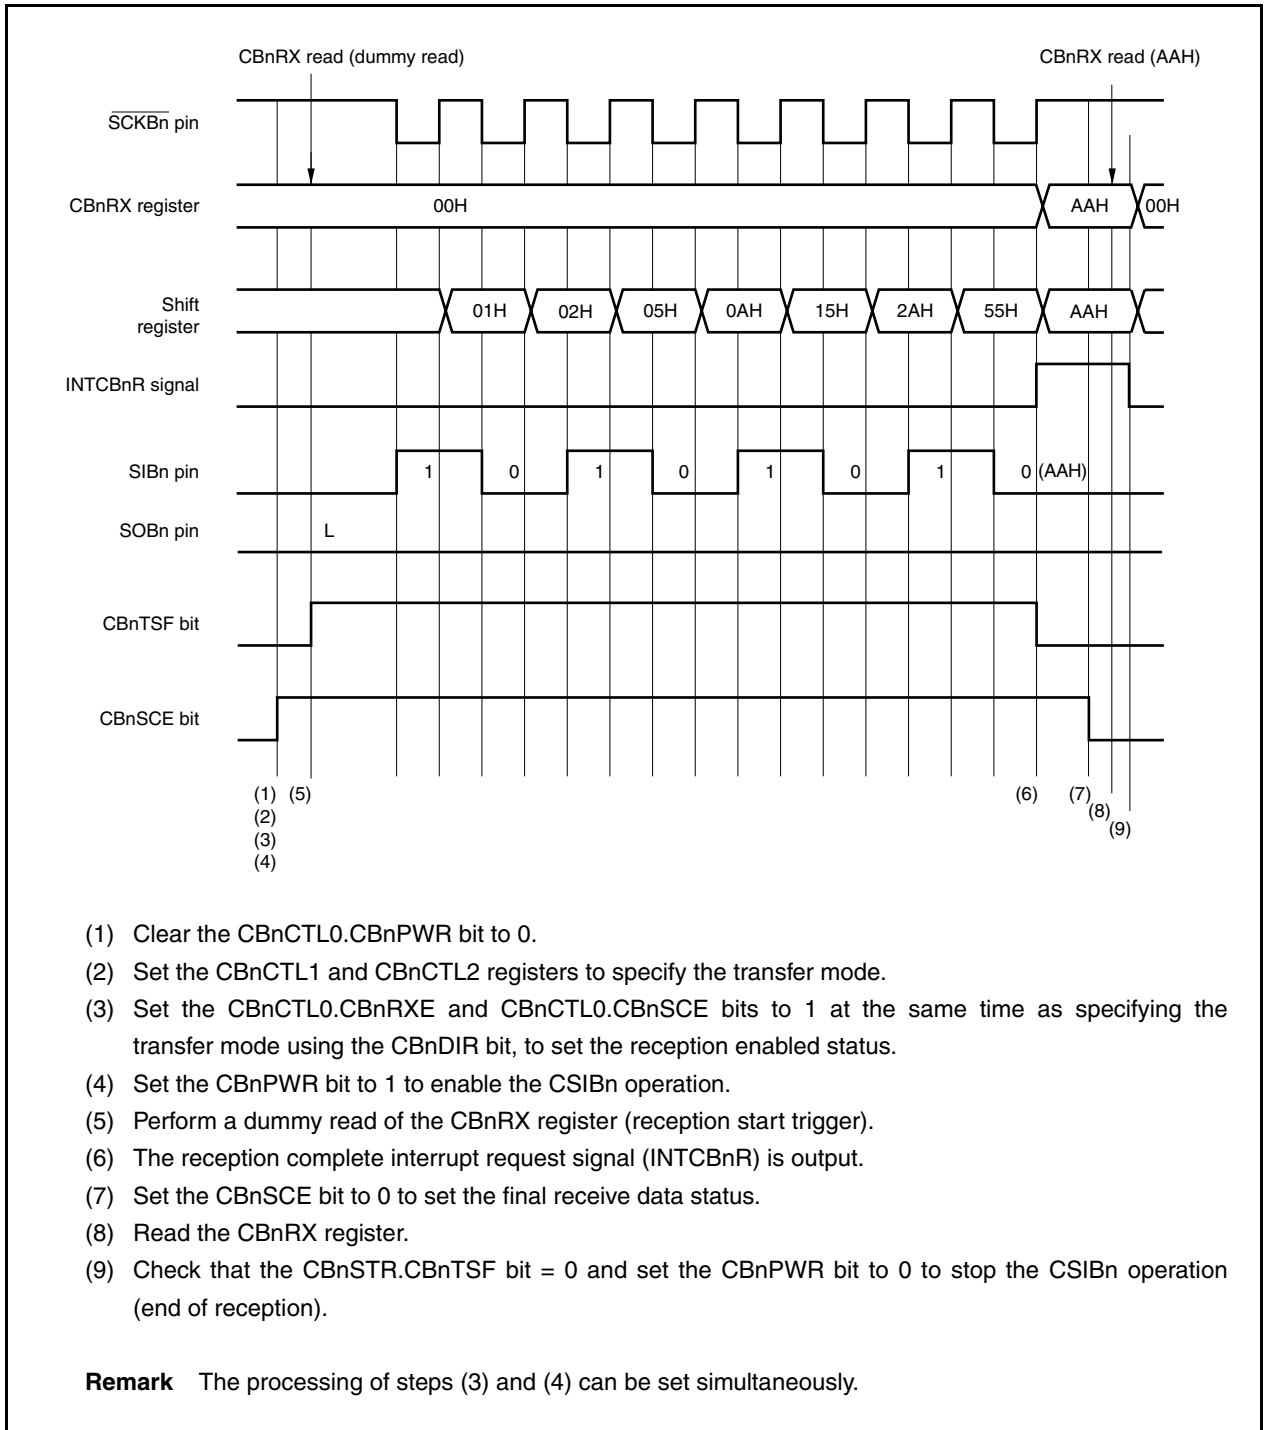 CBnRX read (dummy read)
CBnRX read (AAH)
SCKBn pin
CBnRX register
00H
AAH
00H
Shift
register
01H
02H
05H
0AH
15H
2AH
55H
AAH
INTCBnR signal
SIBn pin
1
0
1
0
1
0
1
0
(AAH)
SOBn pin
L
CBnTSF bit
CBnSCE bit
(1)
(5)
(6)
(7)
(2)
(8)
(3)
(9)
(4)
(1) Clear the CBnCTL0.CBnPWR bit to 0.
(2) Set the CBnCTL1 and CBnCTL2 registers to specify the transfer mode.
(3) Set the CBnCTL0.CBnRXE and CBnCTL0.CBnSCE bits to 1 at the same time as specifying the
transfer mode using the CBnDIR bit, to set the reception enabled status.
(4) Set the CBnPWR bit to 1 to enable the CSIBn operation.
(5) Perform a dummy read of the CBnRX register (reception start trigger).
(6) The reception complete interrupt request signal (INTCBnR) is output.
(7) Set the CBnSCE bit to 0 to set the final receive data status.
(8) Read the CBnRX register.
(9) Check that the CBnSTR.CBnTSF bit = 0 and set the CBnPWR bit to 0 to stop the CSIBn operation
(end of reception).
Remark The processing of steps (3) and (4) can be set simultaneously.